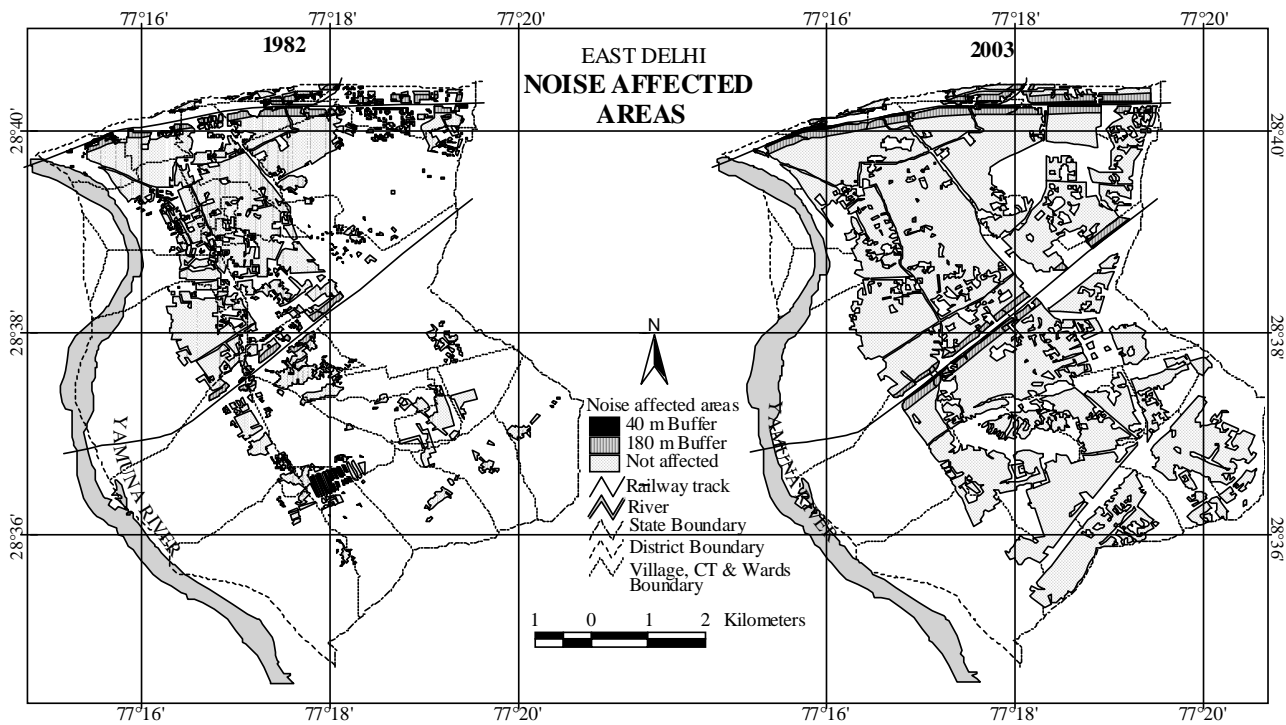 77°16' 77°18' 77°20' 77°16' 77°18' 77°20'
1982
EAST DELHI
NOISE AFFECTED
AREAS
2003
28°40'
28°40'
28°38'
28°38'
28°36'
28°36'
N
YAMUNA RIVER
YAMUNA RIVER
Noise affected areas
40 m Buffer
180 m Buffer
Not affected
Railway track
River
State Boundary
District Boundary
Village, CT & Wards
Boundary
1 0 1 2 Kilometers
77°16' 77°18' 77°20' 77°16' 77°18' 77°20'